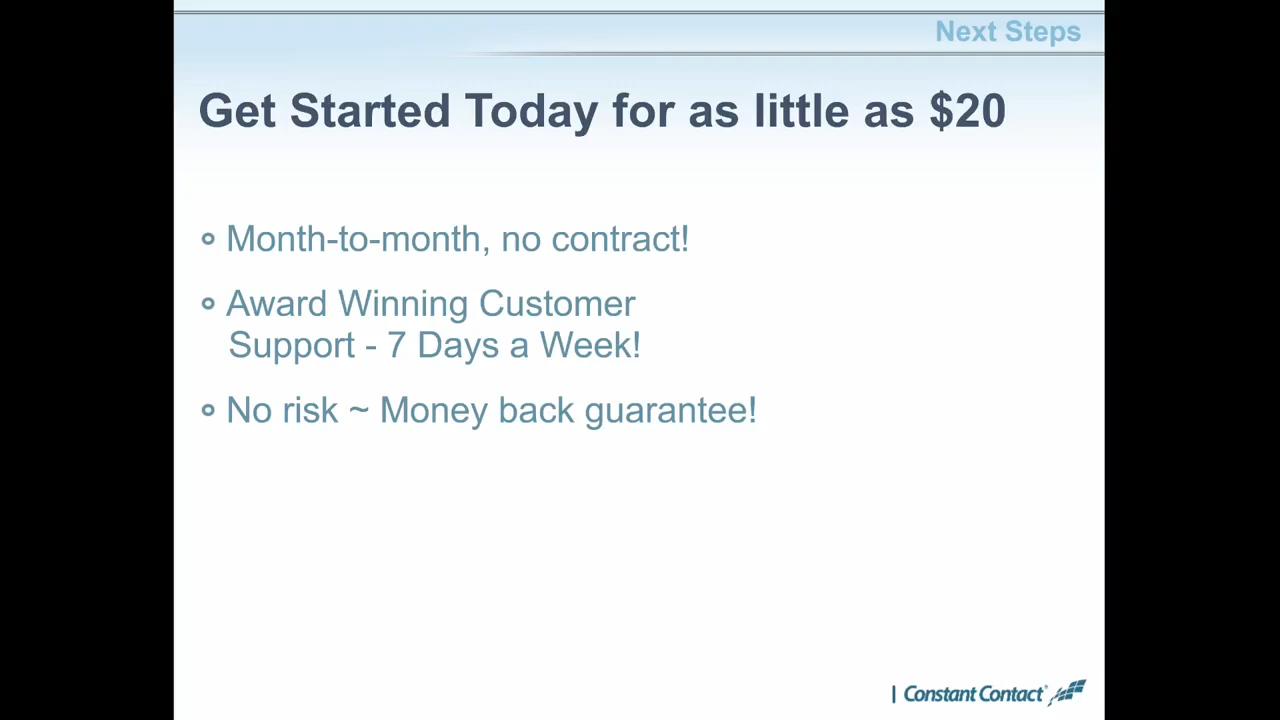 Next Steps
Get Started Today for as little as $20
Month-to-month, no contract!
Award Winning Customer
Support - 7 Days a Week!
No risk ~ Money back guarantee!
| Constant Contact®